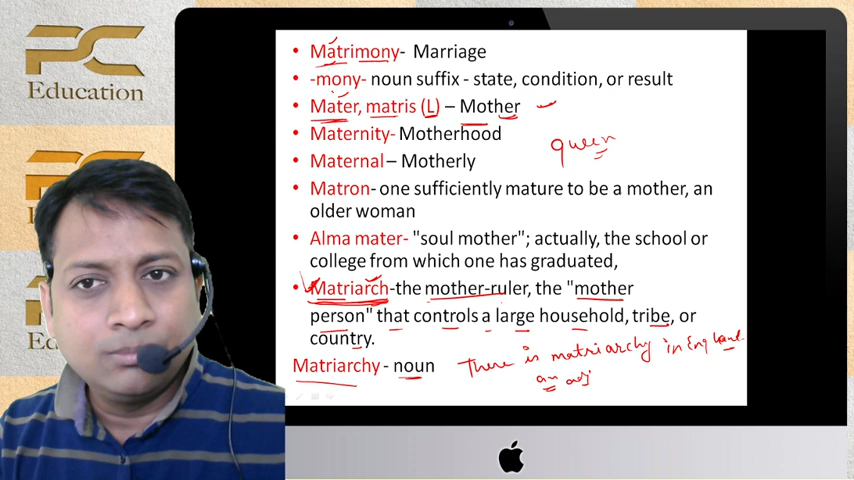 PC
Education
• Matrimony- Marriage
• -mony- noun suffix - state, condition, or result
• Mater, matris (L) – Mother
• Maternity- Motherhood
queen
• Maternal – Motherly
• Matron- one sufficiently mature to be a mother, an
older woman
• Alma mater- "soul mother"; actually, the school or
college from which one has graduated,
• Matriarch-the mother-ruler, the "mother
person" that controls a large household, tribe, or
country.
Matriarchy - noun
There is matriarchy in England
an adj